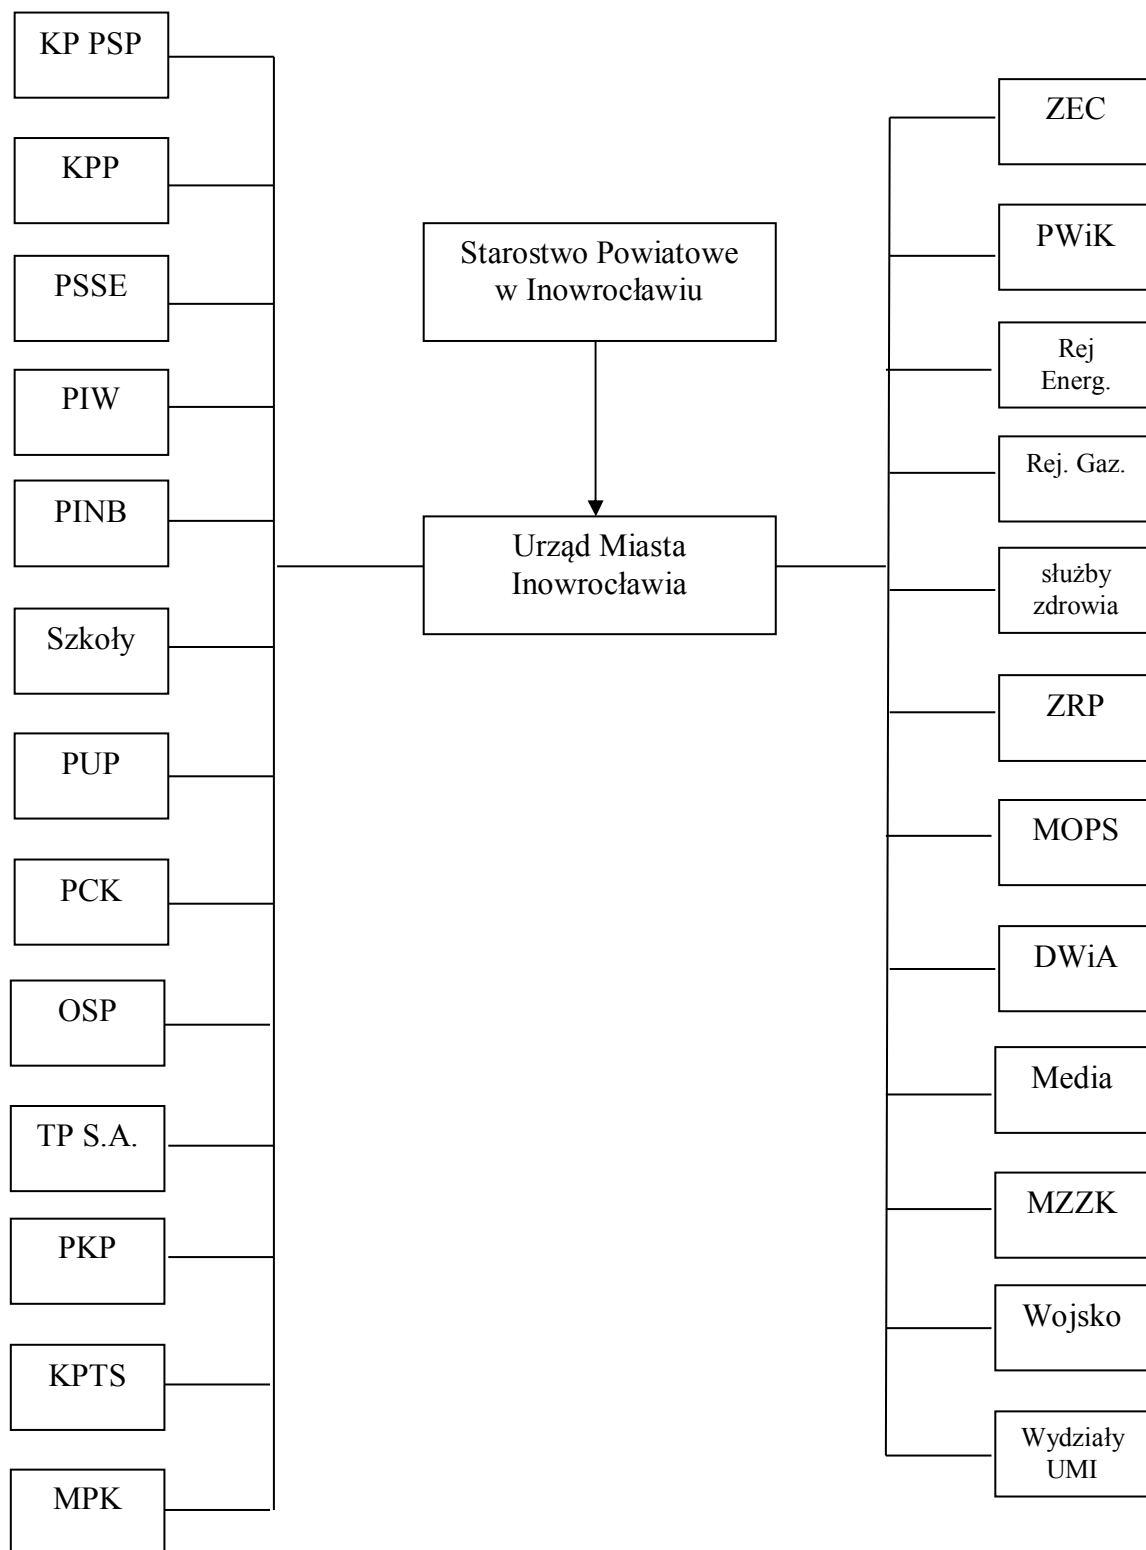 KP PSP
KPP
PSSE
PIW
PINB
Szkoły
PUP
PCK
OSP
TP S.A.
PKP
KPTS
MPK
Starostwo Powiatowe
w Inowrocławiu
Urząd Miasta
Inowrocławia
ZEC
PWiK
Rej
Energ.
Rej. Gaz.
służby
zdrowia
ZRP
MOPS
DWiA
Media
MZZK
Wojsko
Wydziały
UMI